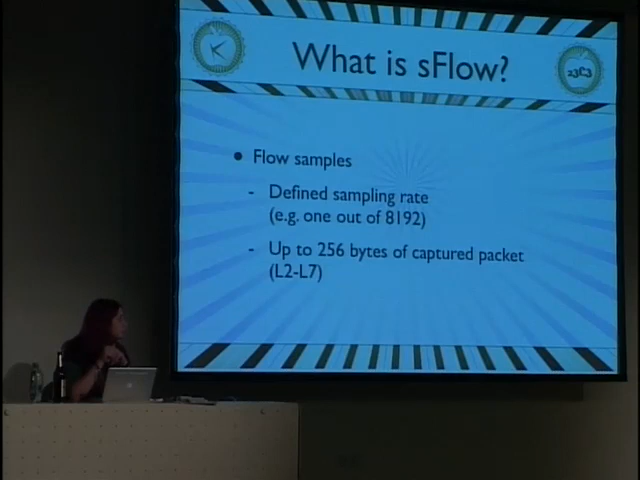 What is sFlow?
23C3
• Flow samples
- Defined sampling rate
(e.g. one out of 8192)
- Up to 256 bytes of captured packet
(L2-L7)